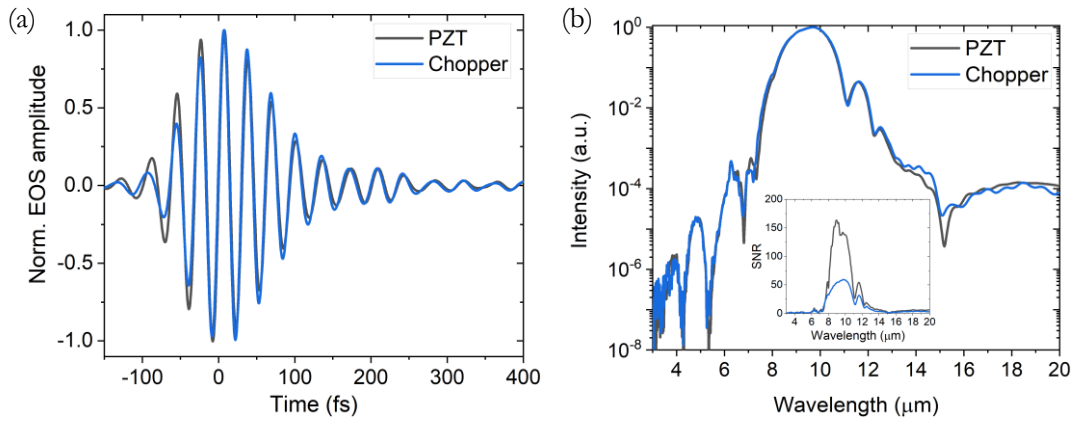 (a)
PZT
Chopper
Norm. EOS amplitude
1.0
0.5
0.0
-0.5
-1.0
-100 0 100 200 300 400
Time (fs)
(b)
PZT
Chopper
Intensity (a.u.)
10⁰
10⁻²
10⁻⁴
10⁻⁶
10⁻⁸
SNR
200
150
100
50
0
4 6 8 10 12 14 16 18 20
Wavelength (μm)
4 6 8 10 12 14 16 18 20
Wavelength (μm)